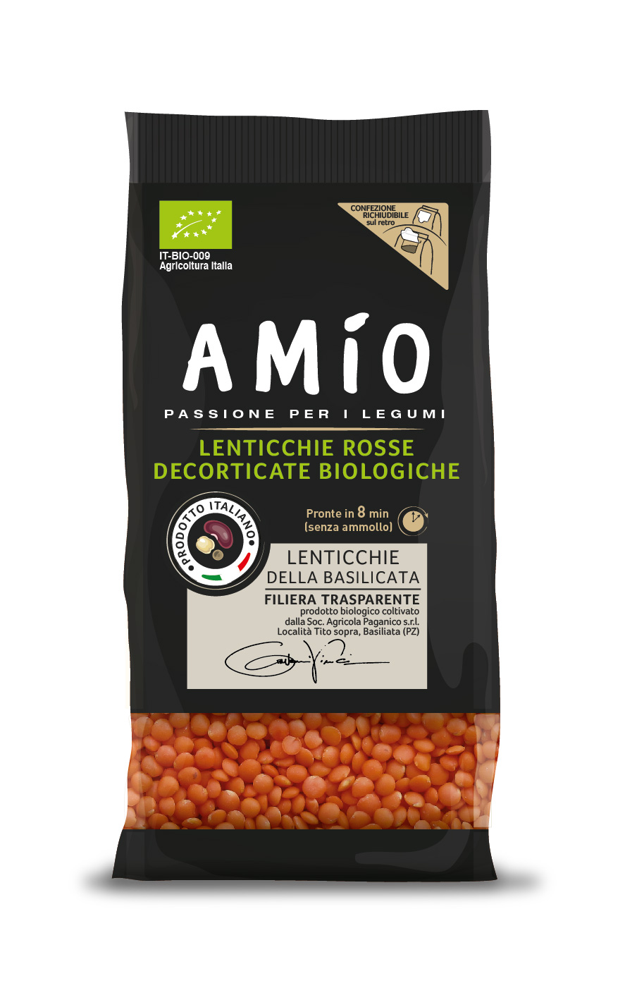 IT-BIO-009
Agricoltura Italia
CONFEZIONE
RICHIUDIBILE
sul retro
AMÍO
PASSIONE PER I LEGUMI
LENTICCHIE ROSSE
DECORTICATE BIOLOGICHE
PRODOTTO ITALIANO
Pronte in 8 min
(senza ammollo)
LENTICCHIE
DELLA BASILICATA
FILIERA TRASPARENTE
prodotto biologico coltivato
dalla Soc. Agricola Paganico s.r.l.
Località Tito sopra, Basiliata (PZ)